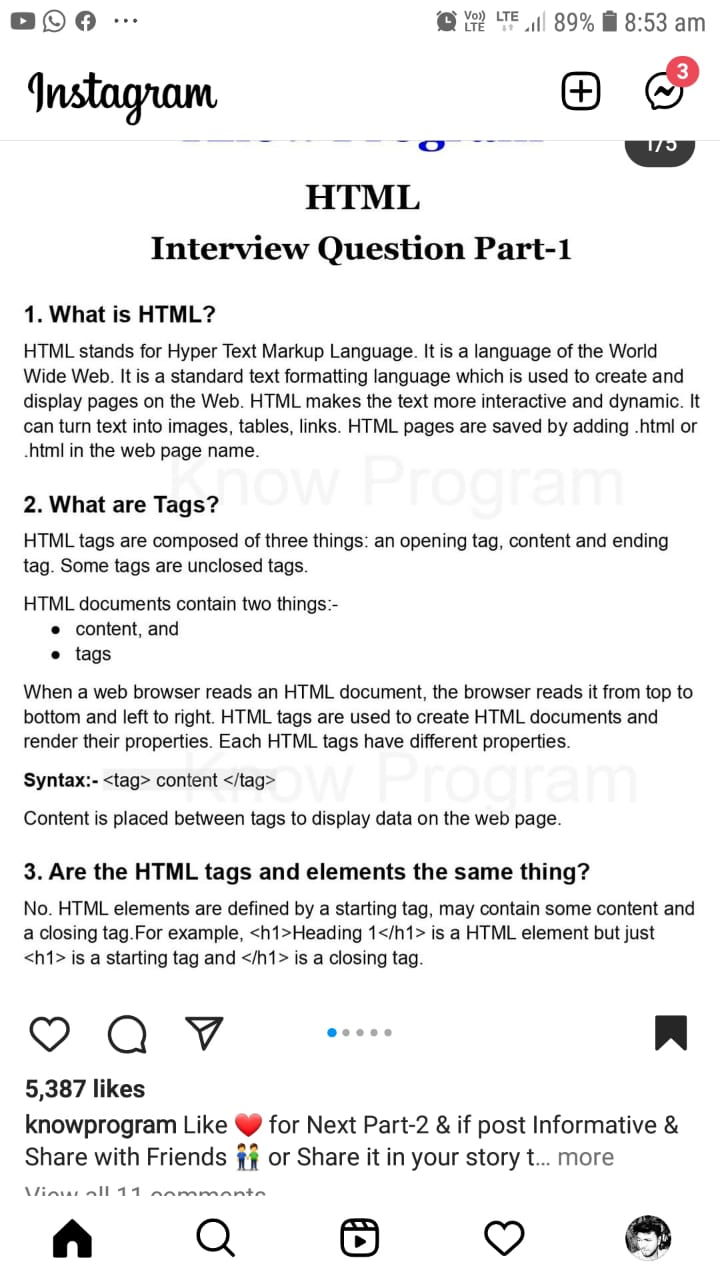 Vo)) LTE
LTE 89% 8:53 am
Instagram
3
Know Program 1/5
HTML
Interview Question Part-1
1. What is HTML?
HTML stands for Hyper Text Markup Language. It is a language of the World
Wide Web. It is a standard text formatting language which is used to create and
display pages on the Web. HTML makes the text more interactive and dynamic. It
can turn text into images, tables, links. HTML pages are saved by adding .html or
.html in the web page name.
Know Program
2. What are Tags?
HTML tags are composed of three things: an opening tag, content and ending
tag. Some tags are unclosed tags.
HTML documents contain two things:-
● content, and
● tags
When a web browser reads an HTML document, the browser reads it from top to
bottom and left to right. HTML tags are used to create HTML documents and
render their properties. Each HTML tags have different properties.
Know Program
Syntax:- <tag> content </tag>
Content is placed between tags to display data on the web page.
3. Are the HTML tags and elements the same thing?
No. HTML elements are defined by a starting tag, may contain some content and
a closing tag.For example, <h1>Heading 1</h1> is a HTML element but just
<h1> is a starting tag and </h1> is a closing tag.
5,387 likes
knowprogram Like ❤️ for Next Part-2 & if post Informative &
Share with Friends 👬 or Share it in your story t... more
View all 11 comments